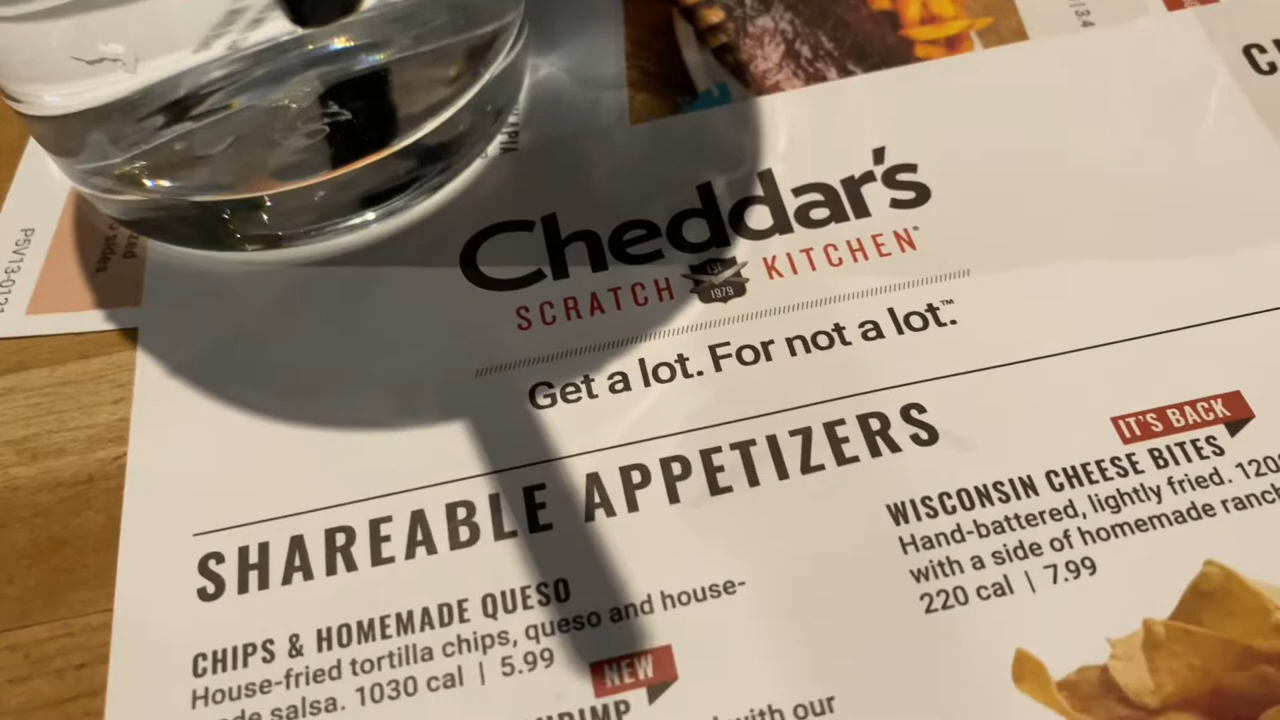 Cheddar's
SCRATCH KITCHEN
EST.
1979
Get a lot. For not a lot.™
SHAREABLE APPETIZERS
CHIPS & HOMEMADE QUESO
House-fried tortilla chips, queso and house-
salsa. 1030 cal | 5.99
NEW
with our
IT'S BACK
WISCONSIN CHEESE BITES
Hand-battered, lightly fried.
with a side of homemade ranch
220 cal | 7.99